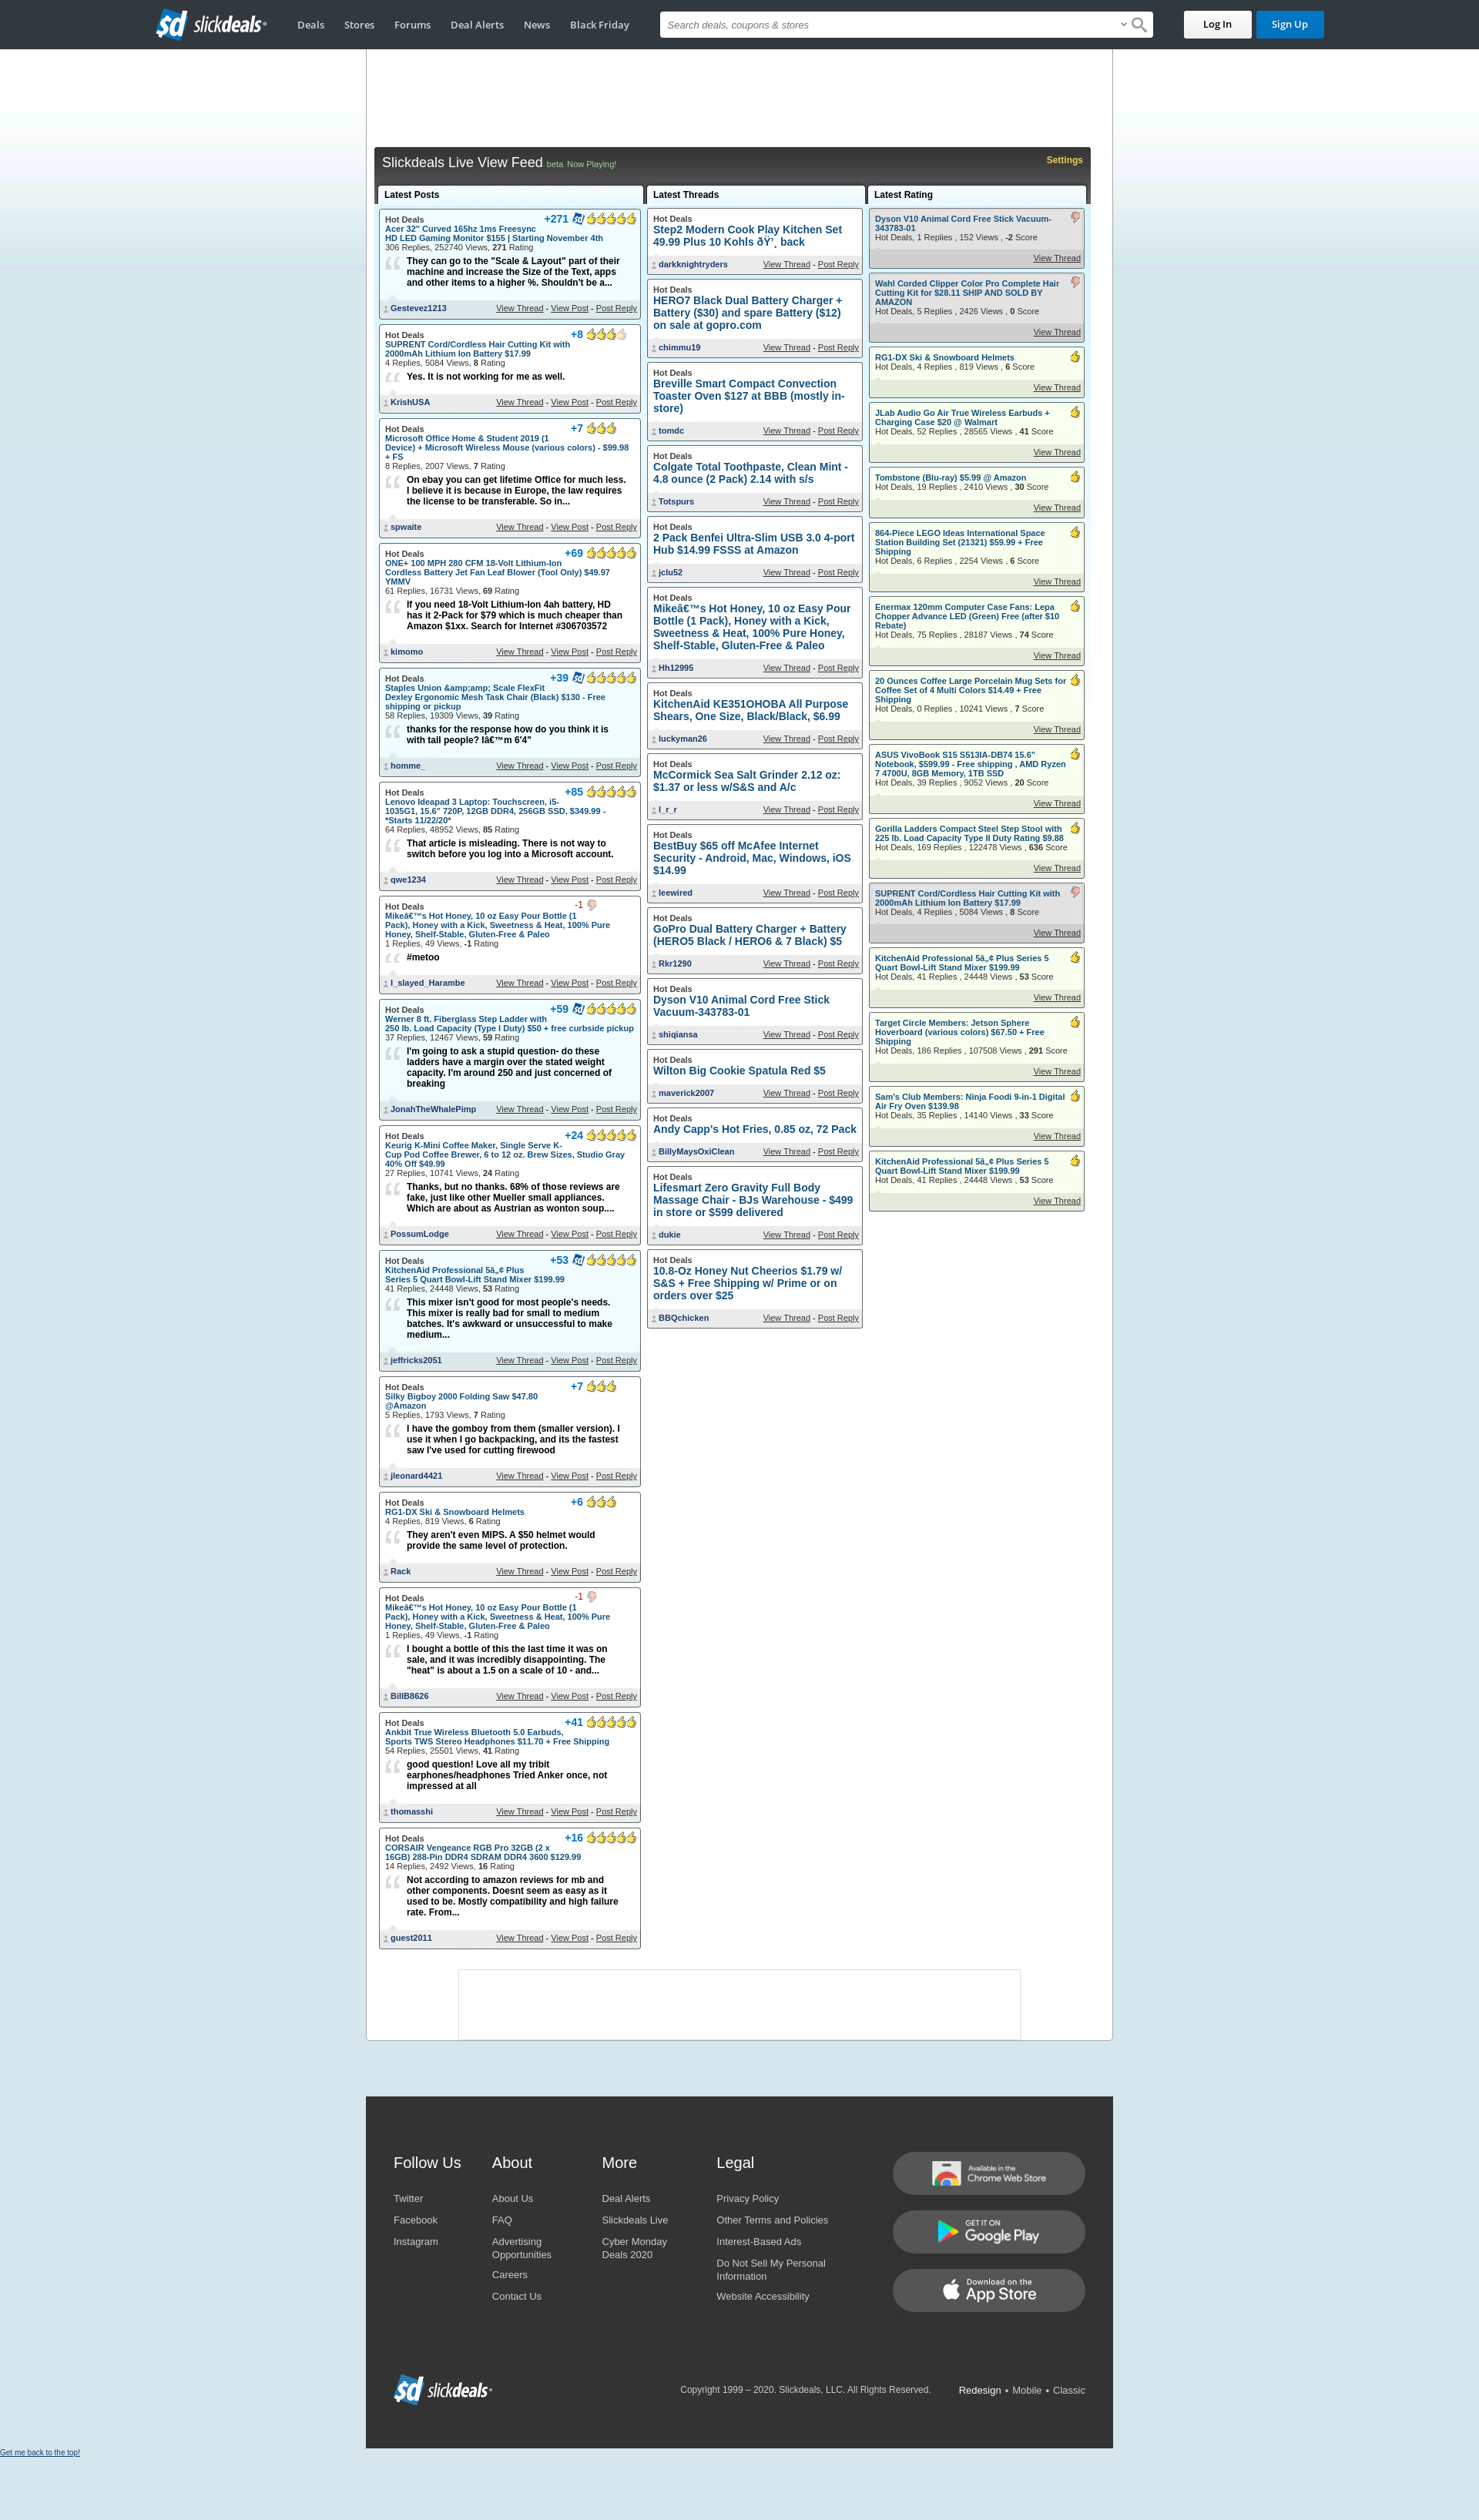 sd slickdeals
Deals
Stores
Forums
Deal Alerts
News
Black Friday
Search deals, coupons & stores
Log In
Sign Up
Slickdeals Live View Feed beta Now Playing!
Settings
Latest Posts
Hot Deals
+271
Acer 32" Curved 165hz 1ms Freesync
HD LED Gaming Monitor $155 | Starting November 4th
306 Replies, 252740 Views, 271 Rating
They can go to the "Scale & Layout" part of their
machine and increase the Size of the Text, apps
and other items to a higher %. Shouldn't be a...
Gestevez1213
View Thread - View Post - Post Reply
Hot Deals
+8
SUPRENT Cord/Cordless Hair Cutting Kit with
2000mAh Lithium Ion Battery $17.99
4 Replies, 5084 Views, 8 Rating
Yes. It is not working for me as well.
KrishUSA
View Thread - View Post - Post Reply
Hot Deals
+7
Microsoft Office Home & Student 2019 (1
Device) + Microsoft Wireless Mouse (various colors) - $99.98
+ FS
8 Replies, 2007 Views, 7 Rating
On ebay you can get lifetime Office for much less.
I believe it is because in Europe, the law requires
the license to be transferable. So in...
spwaite
View Thread - View Post - Post Reply
Hot Deals
+69
ONE+ 100 MPH 280 CFM 18-Volt Lithium-Ion
Cordless Battery Jet Fan Leaf Blower (Tool Only) $49.97
YMMV
61 Replies, 16731 Views, 69 Rating
If you need 18-Volt Lithium-Ion 4ah battery, HD
has it 2-Pack for $79 which is much cheaper than
Amazon $1xx. Search for Internet #306703572
kimomo
View Thread - View Post - Post Reply
Hot Deals
+39
Staples Union &amp;amp; Scale FlexFit
Dexley Ergonomic Mesh Task Chair (Black) $130 - Free
shipping or pickup
58 Replies, 19309 Views, 39 Rating
thanks for the response how do you think it is
with tall people? Iâ€™m 6'4"
homme_
View Thread - View Post - Post Reply
Hot Deals
+85
Lenovo Ideapad 3 Laptop: Touchscreen, i5-
1035G1, 15.6" 720P, 12GB DDR4, 256GB SSD, $349.99 -
*Starts 11/22/20*
64 Replies, 48952 Views, 85 Rating
That article is misleading. There is not way to
switch before you log into a Microsoft account.
qwe1234
View Thread - View Post - Post Reply
Hot Deals
-1
Mikeâ€™s Hot Honey, 10 oz Easy Pour Bottle (1
Pack), Honey with a Kick, Sweetness & Heat, 100% Pure
Honey, Shelf-Stable, Gluten-Free & Paleo
1 Replies, 49 Views, -1 Rating
#metoo
I_slayed_Harambe
View Thread - View Post - Post Reply
Hot Deals
+59
Werner 8 ft. Fiberglass Step Ladder with
250 lb. Load Capacity (Type I Duty) $50 + free curbside pickup
37 Replies, 12467 Views, 59 Rating
I'm going to ask a stupid question- do these
ladders have a margin over the stated weight
capacity. I'm around 250 and just concerned of
breaking
JonahTheWhalePimp
View Thread - View Post - Post Reply
Hot Deals
+24
Keurig K-Mini Coffee Maker, Single Serve K-
Cup Pod Coffee Brewer, 6 to 12 oz. Brew Sizes, Studio Gray
40% Off $49.99
27 Replies, 10741 Views, 24 Rating
Thanks, but no thanks. 68% of those reviews are
fake, just like other Mueller small appliances.
Which are about as Austrian as wonton soup....
PossumLodge
View Thread - View Post - Post Reply
Hot Deals
+53
KitchenAid Professional 5â„¢ Plus
Series 5 Quart Bowl-Lift Stand Mixer $199.99
41 Replies, 24448 Views, 53 Rating
This mixer isn't good for most people's needs.
This mixer is really bad for small to medium
batches. It's awkward or unsuccessful to make
medium...
jeffricks2051
View Thread - View Post - Post Reply
Hot Deals
+7
Silky Bigboy 2000 Folding Saw $47.80
@Amazon
5 Replies, 1793 Views, 7 Rating
I have the gomboy from them (smaller version). I
use it when I go backpacking, and its the fastest
saw I've used for cutting firewood
jleonard4421
View Thread - View Post - Post Reply
Hot Deals
+6
RG1-DX Ski & Snowboard Helmets
4 Replies, 819 Views, 6 Rating
They aren't even MIPS. A $50 helmet would
provide the same level of protection.
Rack
View Thread - View Post - Post Reply
Hot Deals
-1
Mikeâ€™s Hot Honey, 10 oz Easy Pour Bottle (1
Pack), Honey with a Kick, Sweetness & Heat, 100% Pure
Honey, Shelf-Stable, Gluten-Free & Paleo
1 Replies, 49 Views, -1 Rating
I bought a bottle of this the last time it was on
sale, and it was incredibly disappointing. The
"heat" is about a 1.5 on a scale of 10 - and...
BillB8626
View Thread - View Post - Post Reply
Hot Deals
+41
Ankbit True Wireless Bluetooth 5.0 Earbuds,
Sports TWS Stereo Headphones $11.70 + Free Shipping
54 Replies, 25501 Views, 41 Rating
good question! Love all my tribit
earphones/headphones Tried Anker once, not
impressed at all
thomasshi
View Thread - View Post - Post Reply
Hot Deals
+16
CORSAIR Vengeance RGB Pro 32GB (2 x
16GB) 288-Pin DDR4 SDRAM DDR4 3600 $129.99
14 Replies, 2492 Views, 16 Rating
Not according to amazon reviews for mb and
other components. Doesnt seem as easy as it
used to be. Mostly compatibility and high failure
rate. From...
guest2011
View Thread - View Post - Post Reply
Latest Threads
Hot Deals
Step2 Modern Cook Play Kitchen Set
49.99 Plus 10 Kohls ðŸ'¸ back
darkknightryders
View Thread - Post Reply
Hot Deals
HERO7 Black Dual Battery Charger +
Battery ($30) and spare Battery ($12)
on sale at gopro.com
chimmu19
View Thread - Post Reply
Hot Deals
Breville Smart Compact Convection
Toaster Oven $127 at BBB (mostly in-
store)
tomdc
View Thread - Post Reply
Hot Deals
Colgate Total Toothpaste, Clean Mint -
4.8 ounce (2 Pack) 2.14 with s/s
Totspurs
View Thread - Post Reply
Hot Deals
2 Pack Benfei Ultra-Slim USB 3.0 4-port
Hub $14.99 FSSS at Amazon
jclu52
View Thread - Post Reply
Hot Deals
Mikeâ€™s Hot Honey, 10 oz Easy Pour
Bottle (1 Pack), Honey with a Kick,
Sweetness & Heat, 100% Pure Honey,
Shelf-Stable, Gluten-Free & Paleo
Hh12995
View Thread - Post Reply
Hot Deals
KitchenAid KE351OHOBA All Purpose
Shears, One Size, Black/Black, $6.99
luckyman26
View Thread - Post Reply
Hot Deals
McCormick Sea Salt Grinder 2.12 oz:
$1.37 or less w/S&S and A/c
l_r_r
View Thread - Post Reply
Hot Deals
BestBuy $65 off McAfee Internet
Security - Android, Mac, Windows, iOS
$14.99
leewired
View Thread - Post Reply
Hot Deals
GoPro Dual Battery Charger + Battery
(HERO5 Black / HERO6 & 7 Black) $5
Rkr1290
View Thread - Post Reply
Hot Deals
Dyson V10 Animal Cord Free Stick
Vacuum-343783-01
shiqiansa
View Thread - Post Reply
Hot Deals
Wilton Big Cookie Spatula Red $5
maverick2007
View Thread - Post Reply
Hot Deals
Andy Capp's Hot Fries, 0.85 oz, 72 Pack
BillyMaysOxiClean
View Thread - Post Reply
Hot Deals
Lifesmart Zero Gravity Full Body
Massage Chair - BJs Warehouse - $499
in store or $599 delivered
dukie
View Thread - Post Reply
Hot Deals
10.8-Oz Honey Nut Cheerios $1.79 w/
S&S + Free Shipping w/ Prime or on
orders over $25
BBQchicken
View Thread - Post Reply
Latest Rating
Dyson V10 Animal Cord Free Stick Vacuum-
343783-01
Hot Deals, 1 Replies , 152 Views , -2 Score
View Thread
Wahl Corded Clipper Color Pro Complete Hair
Cutting Kit for $28.11 SHIP AND SOLD BY
AMAZON
Hot Deals, 5 Replies , 2426 Views , 0 Score
View Thread
RG1-DX Ski & Snowboard Helmets
Hot Deals, 4 Replies , 819 Views , 6 Score
View Thread
JLab Audio Go Air True Wireless Earbuds +
Charging Case $20 @ Walmart
Hot Deals, 52 Replies , 28565 Views , 41 Score
View Thread
Tombstone (Blu-ray) $5.99 @ Amazon
Hot Deals, 19 Replies , 2410 Views , 30 Score
View Thread
864-Piece LEGO Ideas International Space
Station Building Set (21321) $59.99 + Free
Shipping
Hot Deals, 6 Replies , 2254 Views , 6 Score
View Thread
Enermax 120mm Computer Case Fans: Lepa
Chopper Advance LED (Green) Free (after $10
Rebate)
Hot Deals, 75 Replies , 28187 Views , 74 Score
View Thread
20 Ounces Coffee Large Porcelain Mug Sets for
Coffee Set of 4 Multi Colors $14.49 + Free
Shipping
Hot Deals, 0 Replies , 10241 Views , 7 Score
View Thread
ASUS VivoBook S15 S513IA-DB74 15.6"
Notebook, $599.99 - Free shipping , AMD Ryzen
7 4700U, 8GB Memory, 1TB SSD
Hot Deals, 39 Replies , 9052 Views , 20 Score
View Thread
Gorilla Ladders Compact Steel Step Stool with
225 lb. Load Capacity Type II Duty Rating $9.88
Hot Deals, 169 Replies , 122478 Views , 636 Score
View Thread
SUPRENT Cord/Cordless Hair Cutting Kit with
2000mAh Lithium Ion Battery $17.99
Hot Deals, 4 Replies , 5084 Views , 8 Score
View Thread
KitchenAid Professional 5â„¢ Plus Series 5
Quart Bowl-Lift Stand Mixer $199.99
Hot Deals, 41 Replies , 24448 Views , 53 Score
View Thread
Target Circle Members: Jetson Sphere
Hoverboard (various colors) $67.50 + Free
Shipping
Hot Deals, 186 Replies , 107508 Views , 291 Score
View Thread
Sam's Club Members: Ninja Foodi 9-in-1 Digital
Air Fry Oven $139.98
Hot Deals, 35 Replies , 14140 Views , 33 Score
View Thread
KitchenAid Professional 5â„¢ Plus Series 5
Quart Bowl-Lift Stand Mixer $199.99
Hot Deals, 41 Replies , 24448 Views , 53 Score
View Thread
Follow Us
Twitter
Facebook
Instagram
About
About Us
FAQ
Advertising
Opportunities
Careers
Contact Us
More
Deal Alerts
Slickdeals Live
Cyber Monday
Deals 2020
Legal
Privacy Policy
Other Terms and Policies
Interest-Based Ads
Do Not Sell My Personal
Information
Website Accessibility
Available in the
Chrome Web Store
GET IT ON
Google Play
Download on the
App Store
sd slickdeals
Copyright 1999 – 2020. Slickdeals, LLC. All Rights Reserved.
Redesign • Mobile • Classic
Get me back to the top!